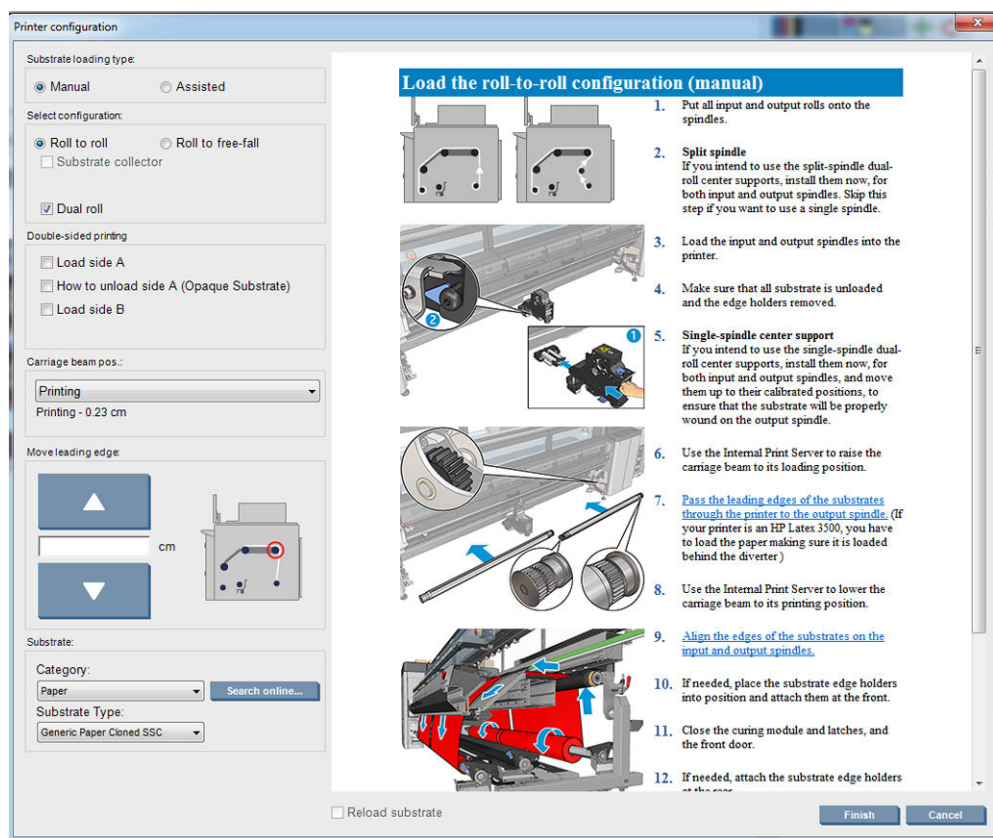 Printer configuration
Substrate loading type:
Manual
Assisted
Select configuration:
Roll to roll
Roll to free-fall
Substrate collector
Dual roll
Double-sided printing
Load side A
How to unload side A (Opaque Substrate)
Load side B
Carriage beam pos.:
Printing
Printing - 0.23 cm
Move leading edge:
cm
Substrate:
Category:
Paper
Search online...
Substrate Type:
Generic Paper Cloned SSC
Load the roll-to-roll configuration (manual)
1. Put all input and output rolls onto the
spindles.
2. Split spindle
If you intend to use the split-spindle dual-
roll center supports, install them now, for
both input and output spindles. Skip this
step if you want to use a single spindle.
3. Load the input and output spindles into the
printer.
2
4. Make sure that all substrate is unloaded
and the edge holders removed.
1
5. Single-spindle center support
If you intend to use the single-spindle dual-
roll center supports, install them now, for
both input and output spindles, and move
them up to their calibrated positions, to
ensure that the substrate will be properly
wound on the output spindle.
6. Use the Internal Print Server to raise the
carriage beam to its loading position.
7. Pass the leading edges of the substrates
through the printer to the output spindle. (If
your printer is an HP Latex 3500, you have
to load the paper making sure it is loaded
behind the diverter )
8. Use the Internal Print Server to lower the
carriage beam to its printing position.
9. Align the edges of the substrates on the
input and output spindles.
10. If needed, place the substrate edge holders
into position and attach them at the front.
11. Close the curing module and latches, and
the front door.
12. If needed, attach the substrate edge holders
Reload substrate
Finish
Cancel